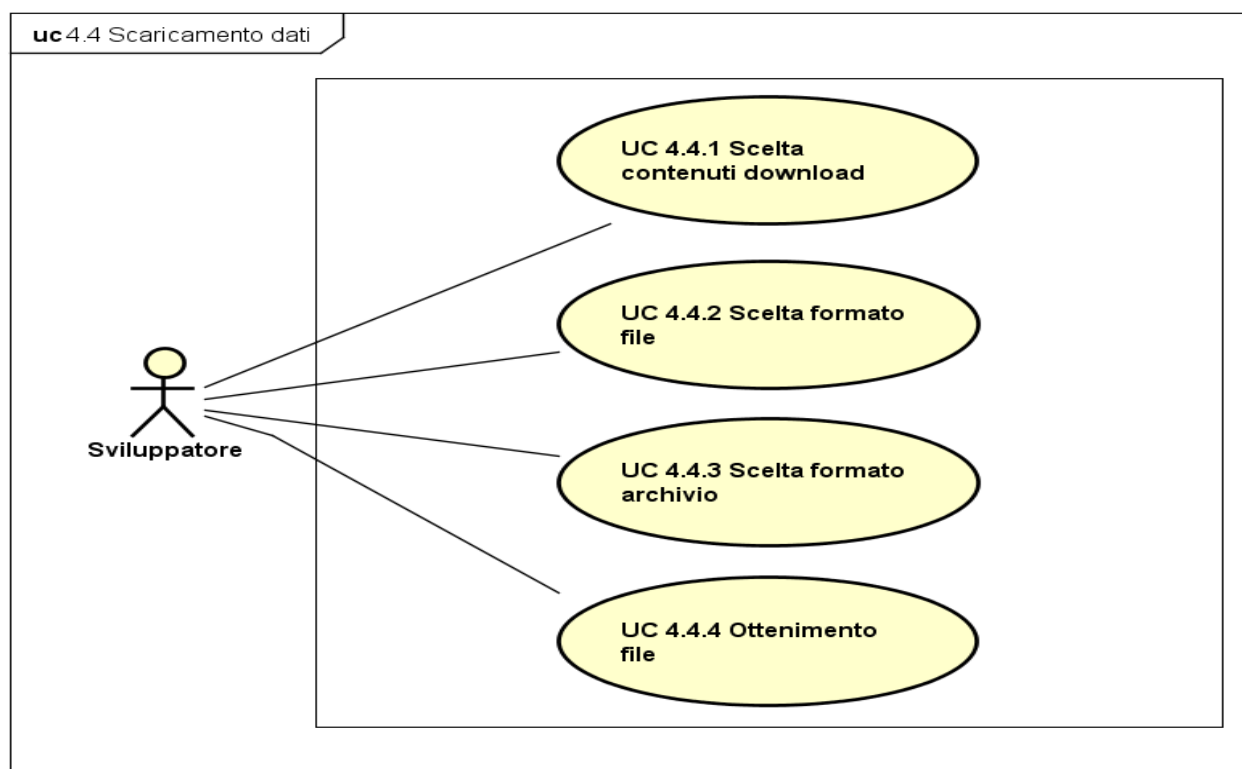 uc 4.4 Scaricamento dati
UC 4.4.1 Scelta
contenuti download
UC 4.4.2 Scelta formato
file
Sviluppatore
UC 4.4.3 Scelta formato
archivio
UC 4.4.4 Ottenimento
file